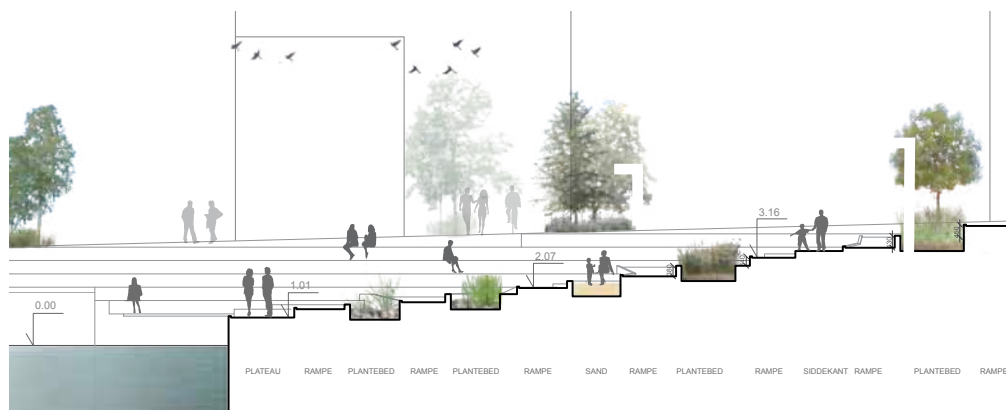 3.16
2.07
1.01
0.00
PLATEAU RAMPE PLANTEBED RAMPE PLANTEBED RAMPE SAND RAMPE PLANTEBED RAMPE SIDDEKANT RAMPE PLANTEBED RAMPE